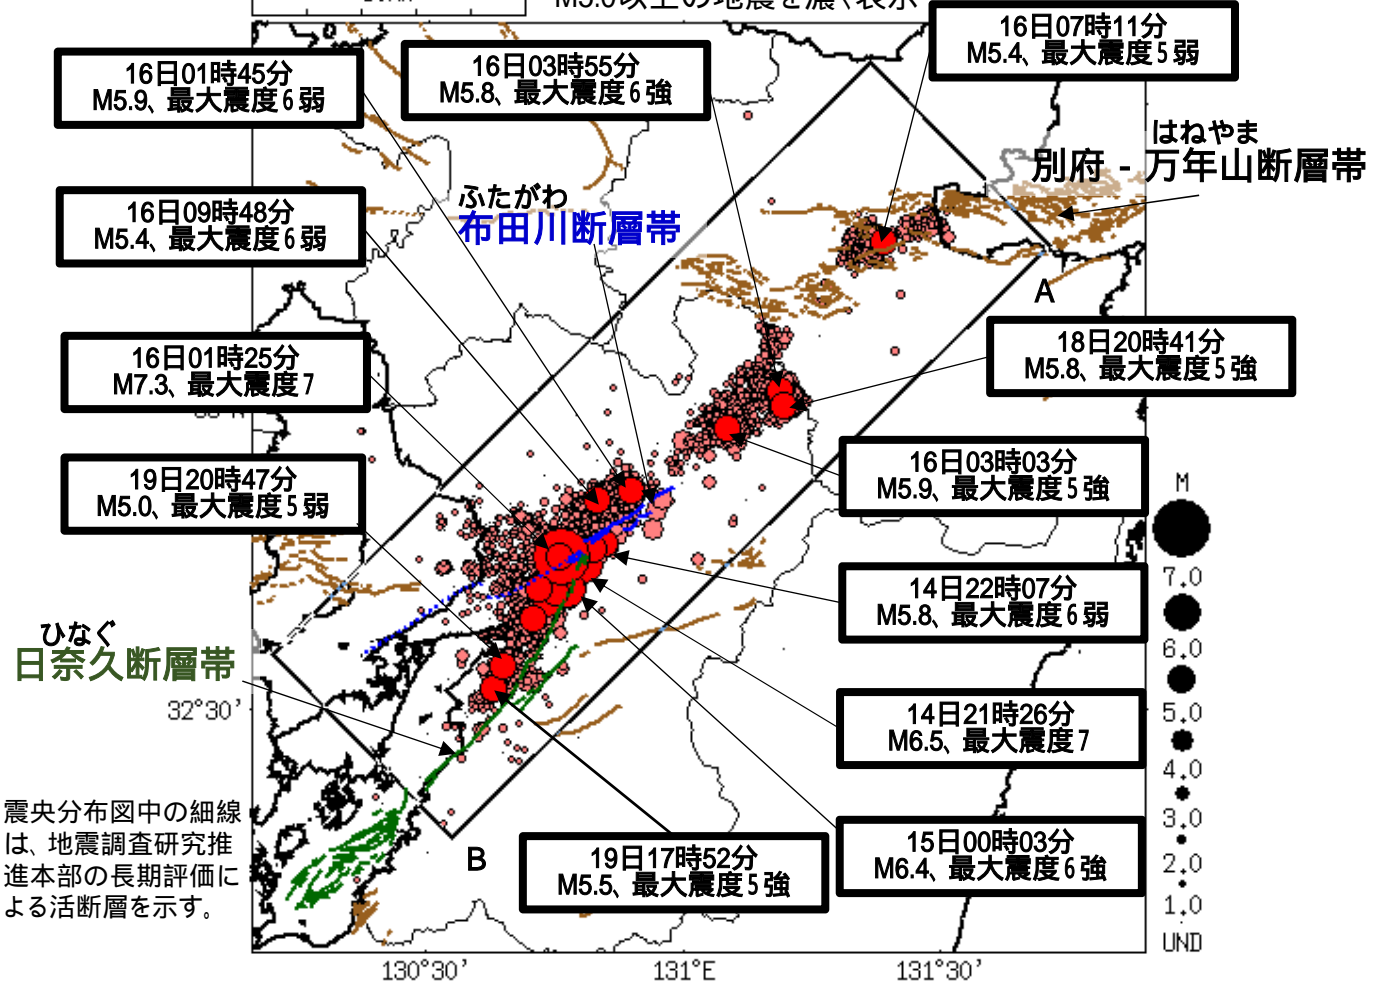 M5.0以上の地震を濃く表示
16日07時11分
M5.4、最大震度5弱
16日01時45分
M5.9、最大震度6弱
16日03時55分
M5.8、最大震度6強
はねやま
別府－万年山断層帯
16日09時48分
M5.4、最大震度6弱
ふたがわ
布田川断層帯
A
16日01時25分
M7.3、最大震度7
18日20時41分
M5.8、最大震度5強
19日20時47分
M5.0、最大震度5弱
16日03時03分
M5.9、最大震度5強
14日22時07分
M5.8、最大震度6弱
ひなぐ
日奈久断層帯
32°30'
14日21時26分
M6.5、最大震度7
15日00時03分
M6.4、最大震度6強
19日17時52分
M5.5、最大震度5強
B
震央分布図中の細線
は、地震調査研究推
進本部の長期評価に
よる活断層を示す。
M
7.0
6.0
5.0
4.0
3.0
2.0
1.0
UND
130°30'
131°E
131°30'